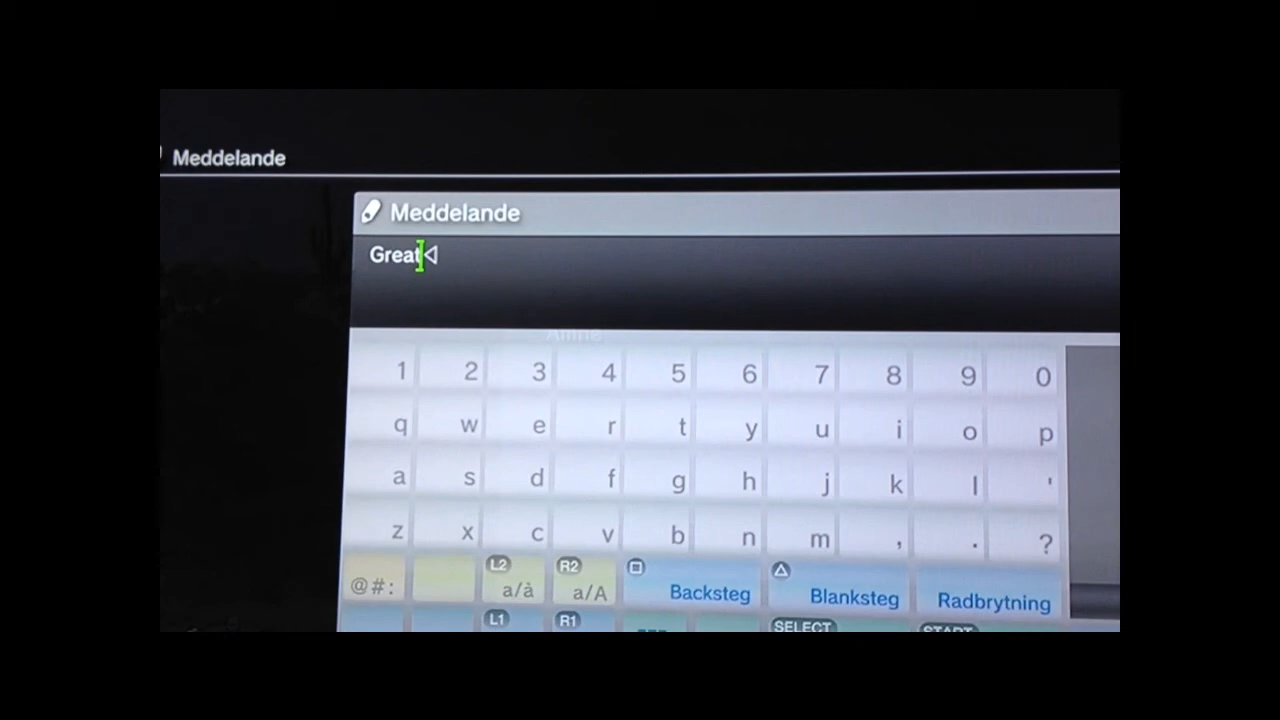 Meddelande
Meddelande
Great
1 2 3 4 5 6 7 8 9 0
q w e r t y u i o p
a s d f g h j k l '
z x c v b n m , . ?
@#: L2 a/à R2 a/A Backsteg Blanksteg Radbrytning
L1 R1 SELECT START